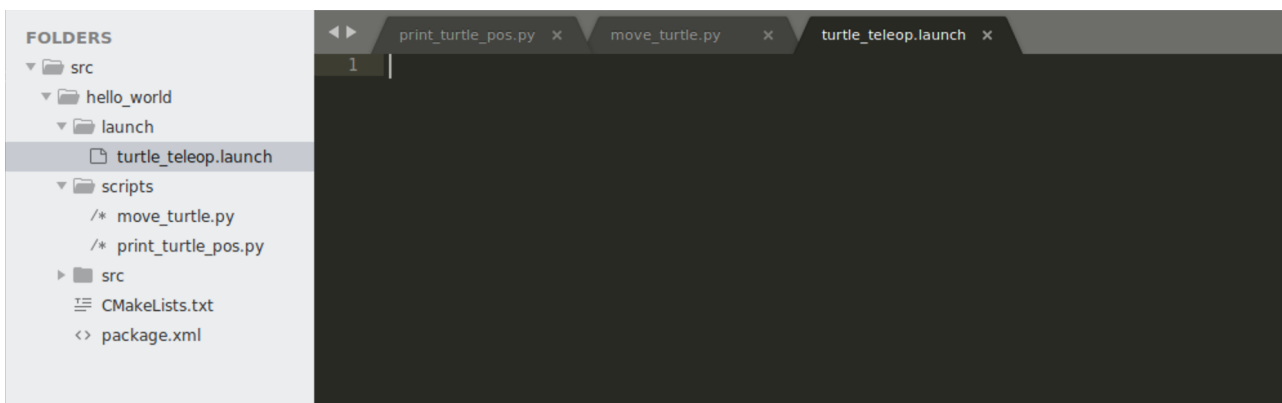 FOLDERS
src
hello_world
launch
turtle_teleop.launch
scripts
/* move_turtle.py
/* print_turtle_pos.py
src
CMakeLists.txt
<> package.xml
print_turtle_pos.py × move_turtle.py × turtle_teleop.launch ×
1